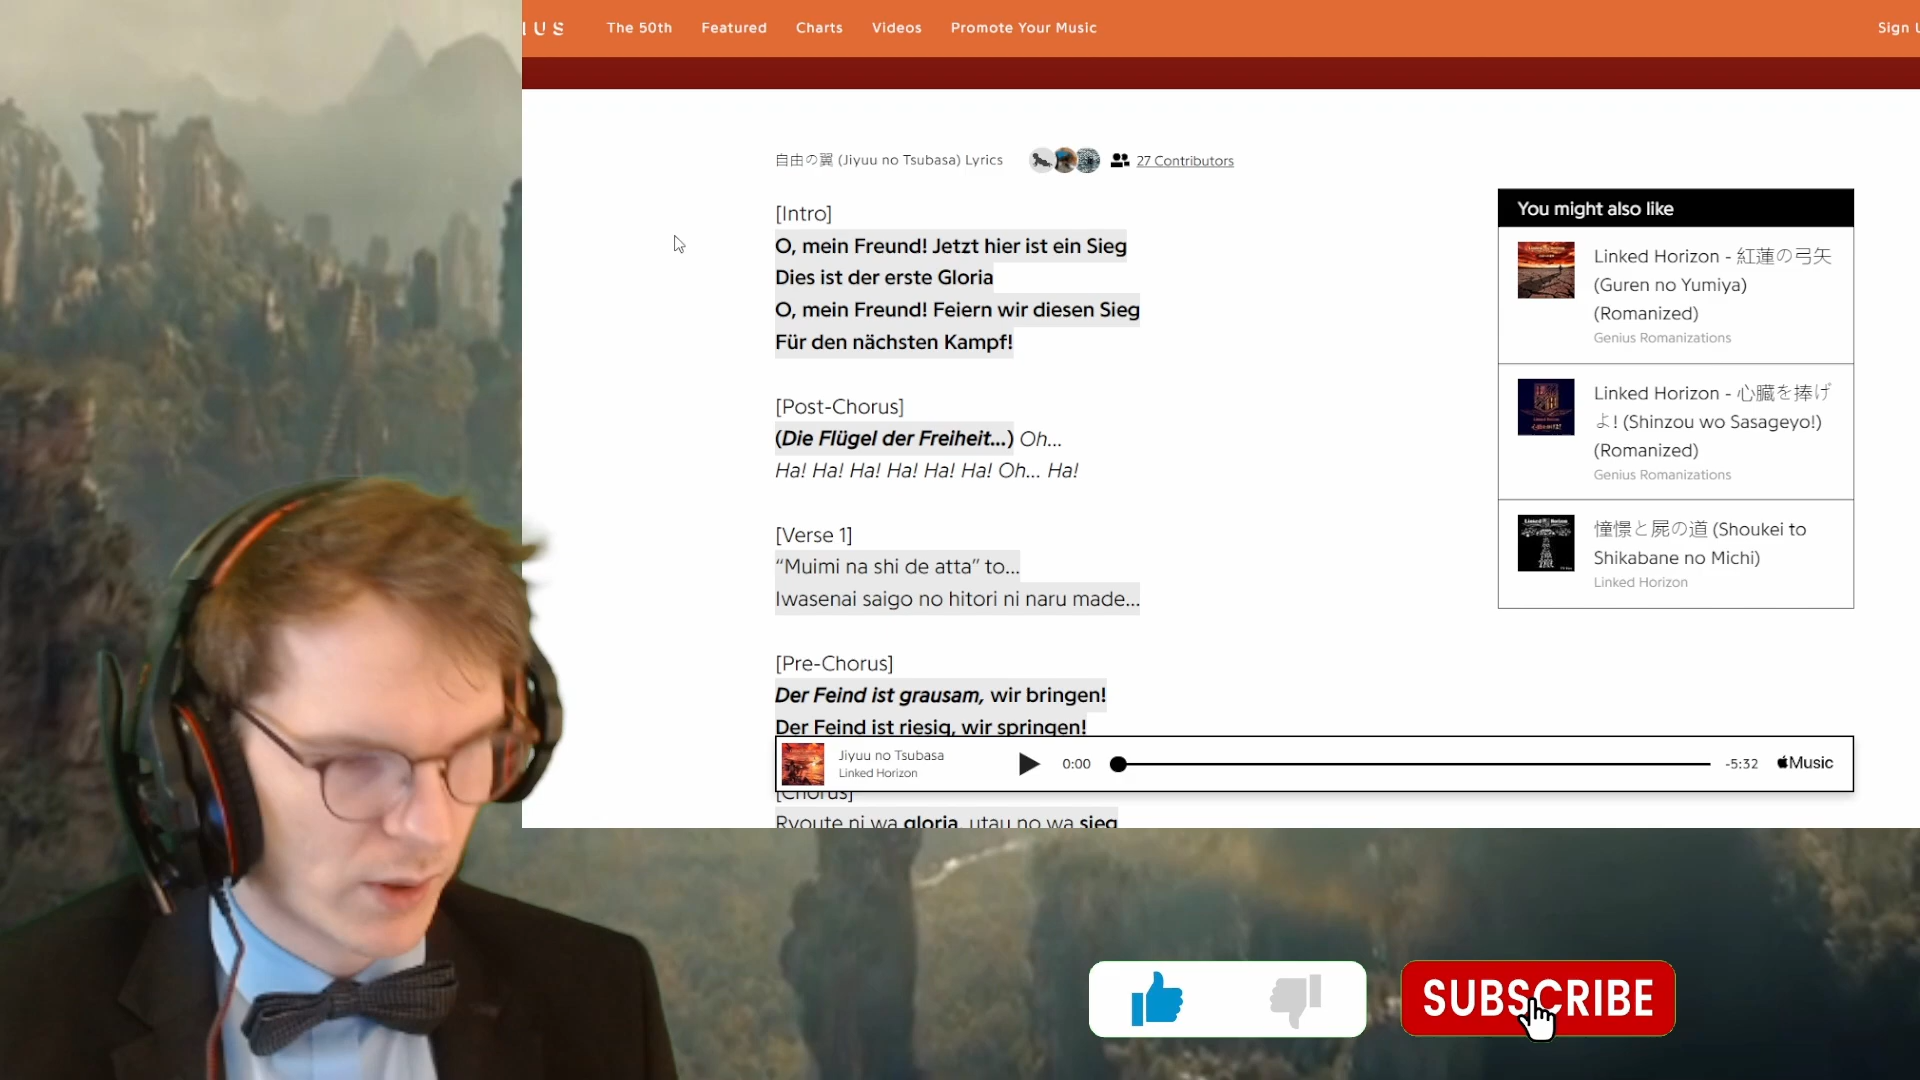 IUS The 50th Featured Charts Videos Promote Your Music Sign
自由の翼 (Jiyuu no Tsubasa) Lyrics 27 Contributors
[Intro]
O, mein Freund! Jetzt hier ist ein Sieg
Dies ist der erste Gloria
O, mein Freund! Feiern wir diesen Sieg
Für den nächsten Kampf!
[Post-Chorus]
(Die Flügel der Freiheit...) Oh...
Ha! Ha! Ha! Ha! Ha! Ha! Oh... Ha!
[Verse 1]
“Muimi na shi de atta” to...
Iwasenai saigo no hitori ni naru made...
[Pre-Chorus]
Der Feind ist grausam, wir bringen!
Der Feind ist riesig, wir springen!
Jiyuu no Tsubasa
Linked Horizon
0:00 -5:32 Music
[Chorus]
Ryoute ni wa gloria, utau no wa sieg
You might also like
Linked Horizon - 紅蓮の弓矢
(Guren no Yumiya)
(Romanized)
Genius Romanizations
Linked Horizon - 心臓を捧げ
よ! (Shinzou wo Sasageyo!)
(Romanized)
Genius Romanizations
憧憬と屍の道 (Shoukei to
Shikabane no Michi)
Linked Horizon
SUBSCRIBE